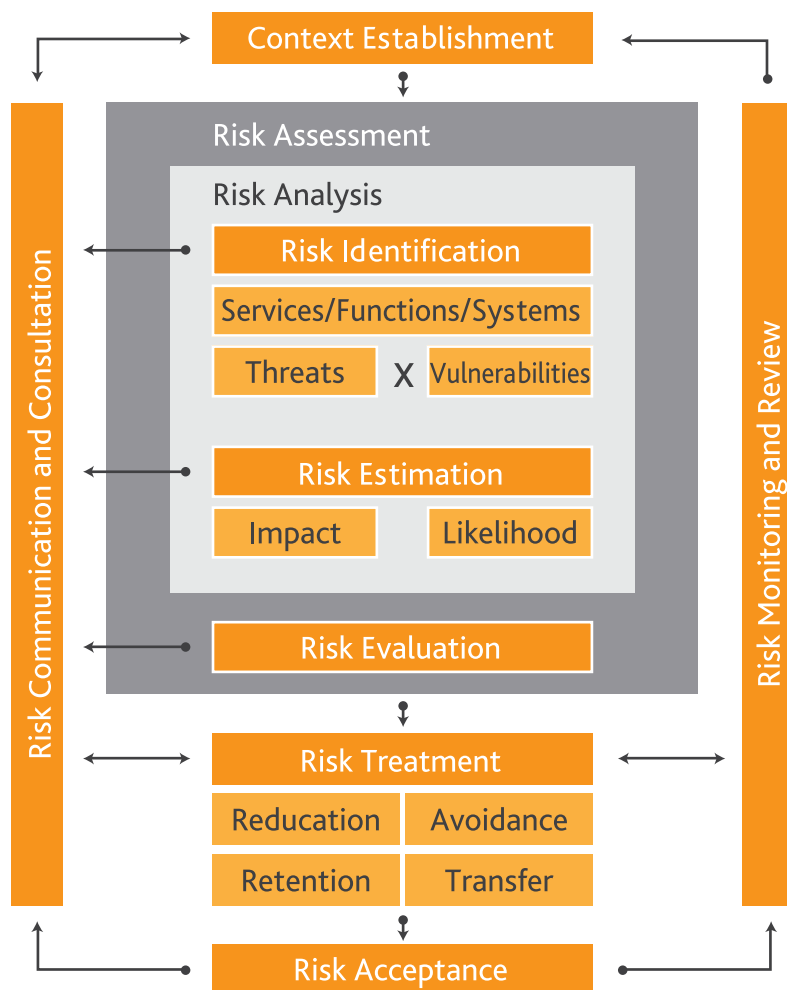 Context Establishment
Risk Assessment
Risk Analysis
Risk Identification
Services/Functions/Systems
Threats x Vulnerabilities
Risk Estimation
Impact Likelihood
Risk Evaluation
Risk Treatment
Reducation Avoidance
Retention Transfer
Risk Acceptance
Risk Communication and Consultation
Risk Monitoring and Review